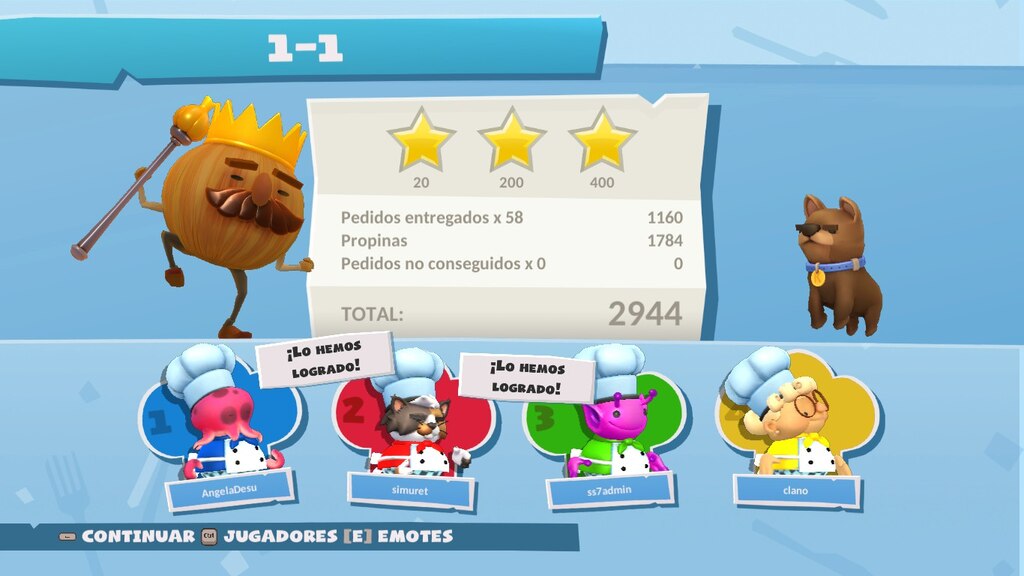 1-1
20 200 400
Pedidos entregados x 58 1160
Propinas 1784
Pedidos no conseguidos x 0 0
TOTAL: 2944
¡Lo hemos
logrado!
¡Lo hemos
logrado!
1 2 3
AngelaDesu simuret ss7admin clano
CONTINUAR Ctrl JUGADORES [E] EMOTES